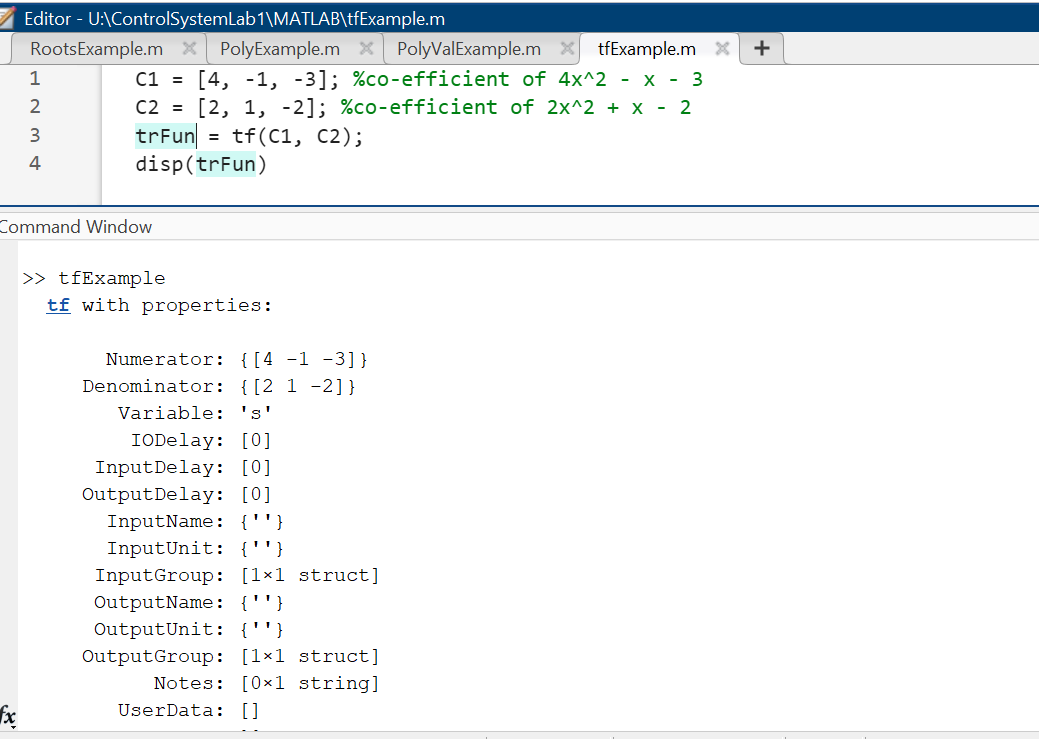 Editor - U:\ControlSystemLab1\MATLAB\tfExample.m
RootsExample.m PolyExample.m PolyValExample.m tfExample.m +
1 C1 = [4, -1, -3]; %co-efficient of 4x^2 - x - 3
2 C2 = [2, 1, -2]; %co-efficient of 2x^2 + x - 2
3 trFun = tf(C1, C2);
4 disp(trFun)
Command Window
>> tfExample
tf with properties:
Numerator: {[4 -1 -3]}
Denominator: {[2 1 -2]}
Variable: 's'
IODelay: [0]
InputDelay: [0]
OutputDelay: [0]
InputName: {''}
InputUnit: {''}
InputGroup: [1×1 struct]
OutputName: {''}
OutputUnit: {''}
OutputGroup: [1×1 struct]
Notes: [0×1 string]
UserData: []
fx